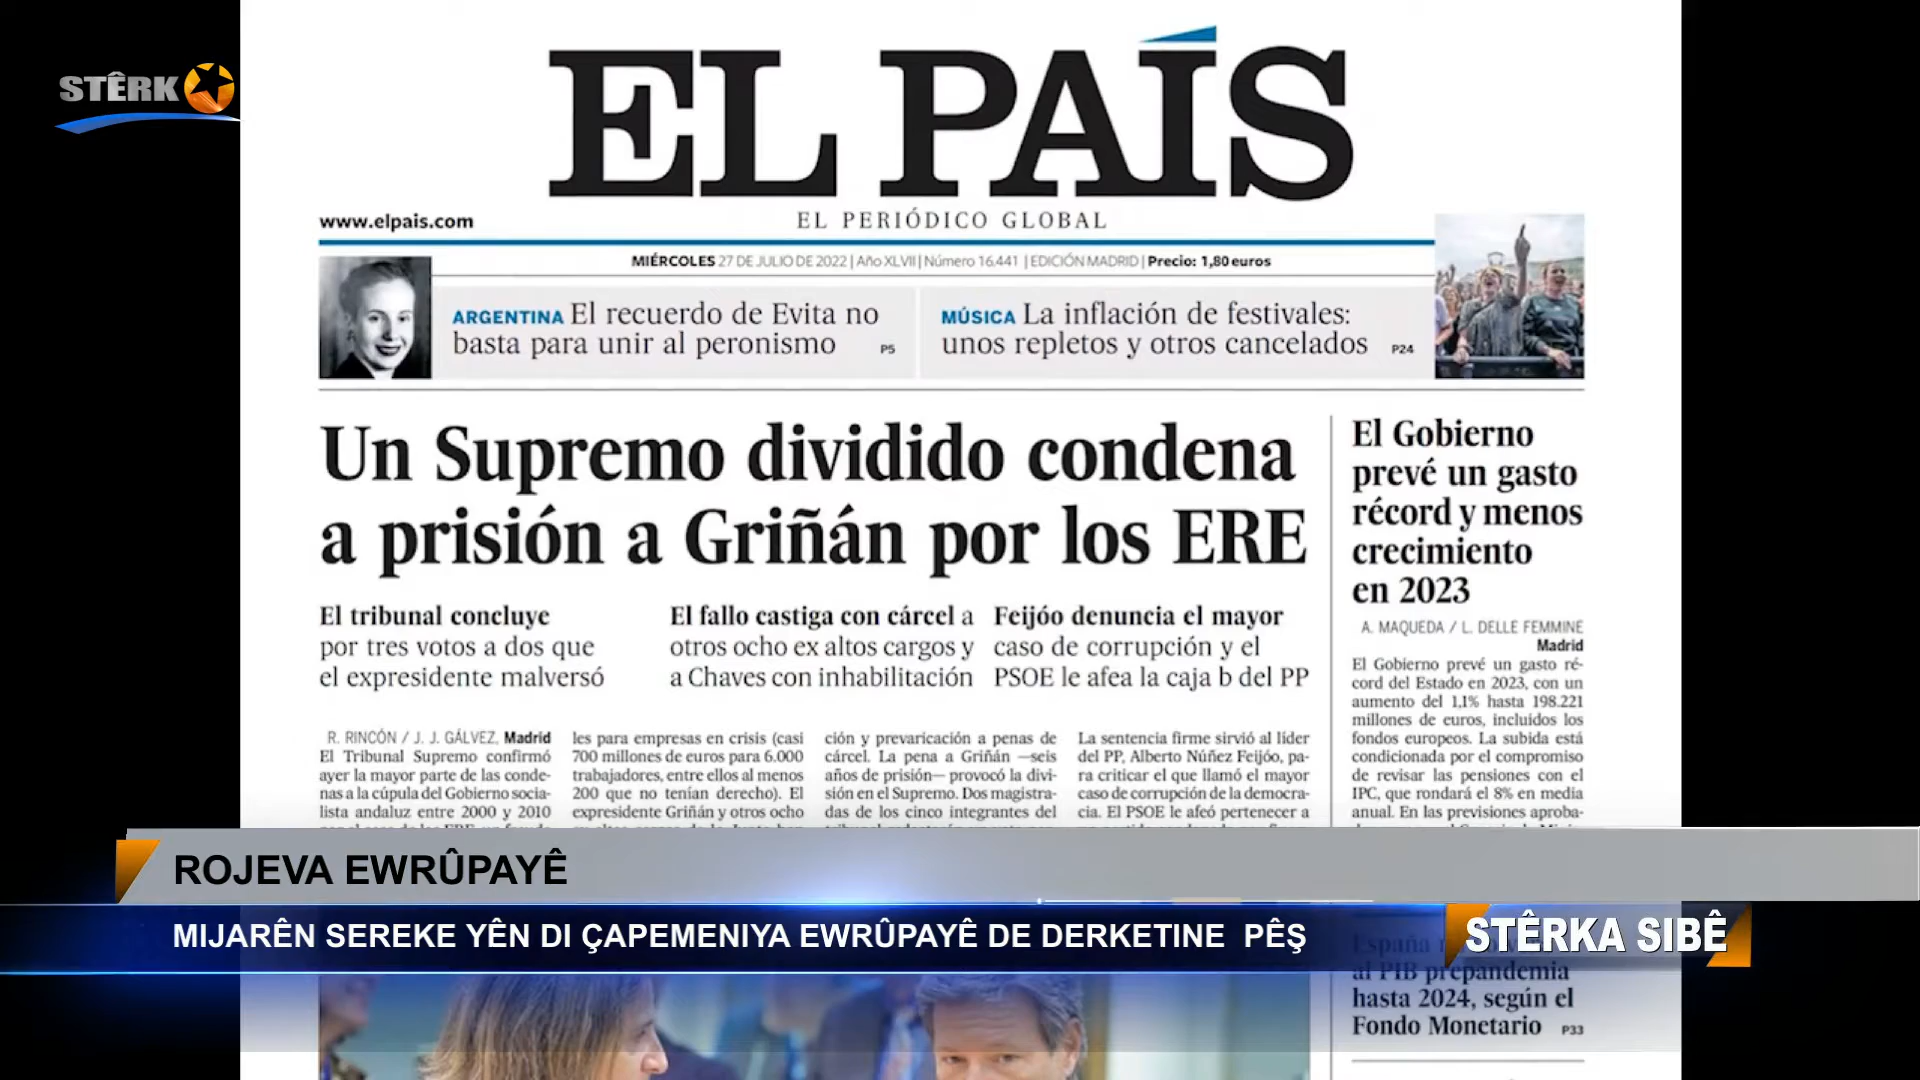 STÊRK
EL PAÍS
www.elpais.com
EL PERIÓDICO GLOBAL
MIÉRCOLES 27 DE JULIO DE 2022 | Año XLVII | Número 16.441 | EDICIÓN MADRID | Precio: 1,80 euros
ARGENTINA El recuerdo de Evita no
basta para unir al peronismo P5
MÚSICA La inflación de festivales:
unos repletos y otros cancelados P24
Un Supremo dividido condena
a prisión a Griñán por los ERE
El tribunal concluye
por tres votos a dos que
el expresidente malversó
El fallo castiga con cárcel a
otros ocho ex altos cargos y
a Chaves con inhabilitación
Feijóo denuncia el mayor
caso de corrupción y el
PSOE le afea la caja b del PP
R. RINCÓN / J. J. GÁLVEZ, Madrid
El Tribunal Supremo confirmó
ayer la mayor parte de las conde-
nas a la cúpula del Gobierno socia-
lista andaluz entre 2000 y 2010
les para empresas en crisis (casi
700 millones de euros para 6.000
trabajadores, entre ellos al menos
200 que no tenían derecho). El
expresidente Griñán y otros ocho
ción y prevaricación a penas de
cárcel. La pena a Griñán —seis
años de prisión— provocó la divi-
sión en el Supremo. Dos magistra-
das de los cinco integrantes del
La sentencia firme sirvió al líder
del PP, Alberto Núñez Feijóo, pa-
ra criticar el que llamó el mayor
caso de corrupción de la democra-
cia. El PSOE le afeó pertenecer a
El Gobierno
prevé un gasto
récord y menos
crecimiento
en 2023
A. MAQUEDA / L. DELLE FEMMINE
Madrid
El Gobierno prevé un gasto ré-
cord del Estado en 2023, con un
aumento del 1,1% hasta 198.221
millones de euros, incluidos los
fondos europeos. La subida está
condicionada por el compromiso
de revisar las pensiones con el
IPC, que rondará el 8% en media
anual. En las previsiones aproba-
ROJEVA EWRÛPAYÊ
MIJARÊN SEREKE YÊN DI ÇAPEMENIYA EWRÛPAYÊ DE DERKETINE PÊŞ
STÊRKA SIBÊ
España
al PIB prepandemia
hasta 2024, según el
Fondo Monetario P33